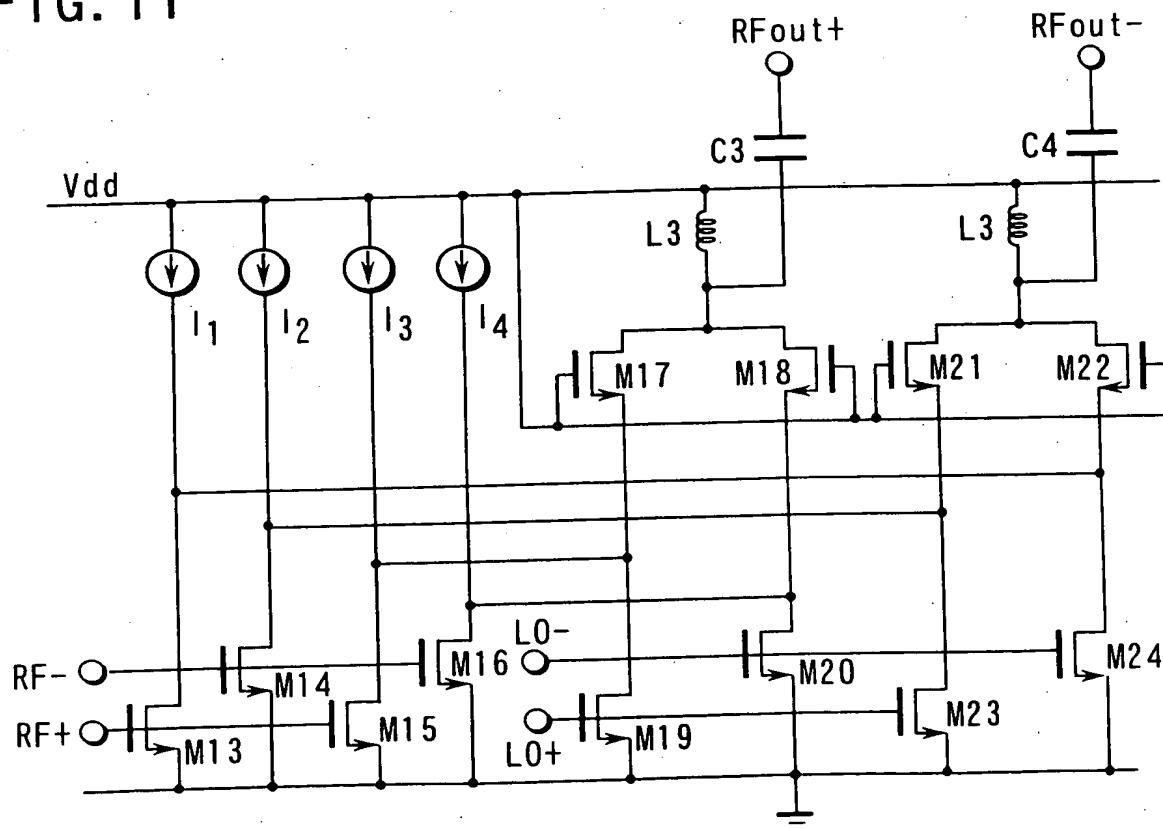 FIG. 11
RFout+
RFout-
C3
C4
Vdd
L3
L3
I1
I2
I3
I4
M17
M18
M21
M22
RF-
M14
M16
LO-
M20
M24
RF+
M13
M15
LO+
M19
M23